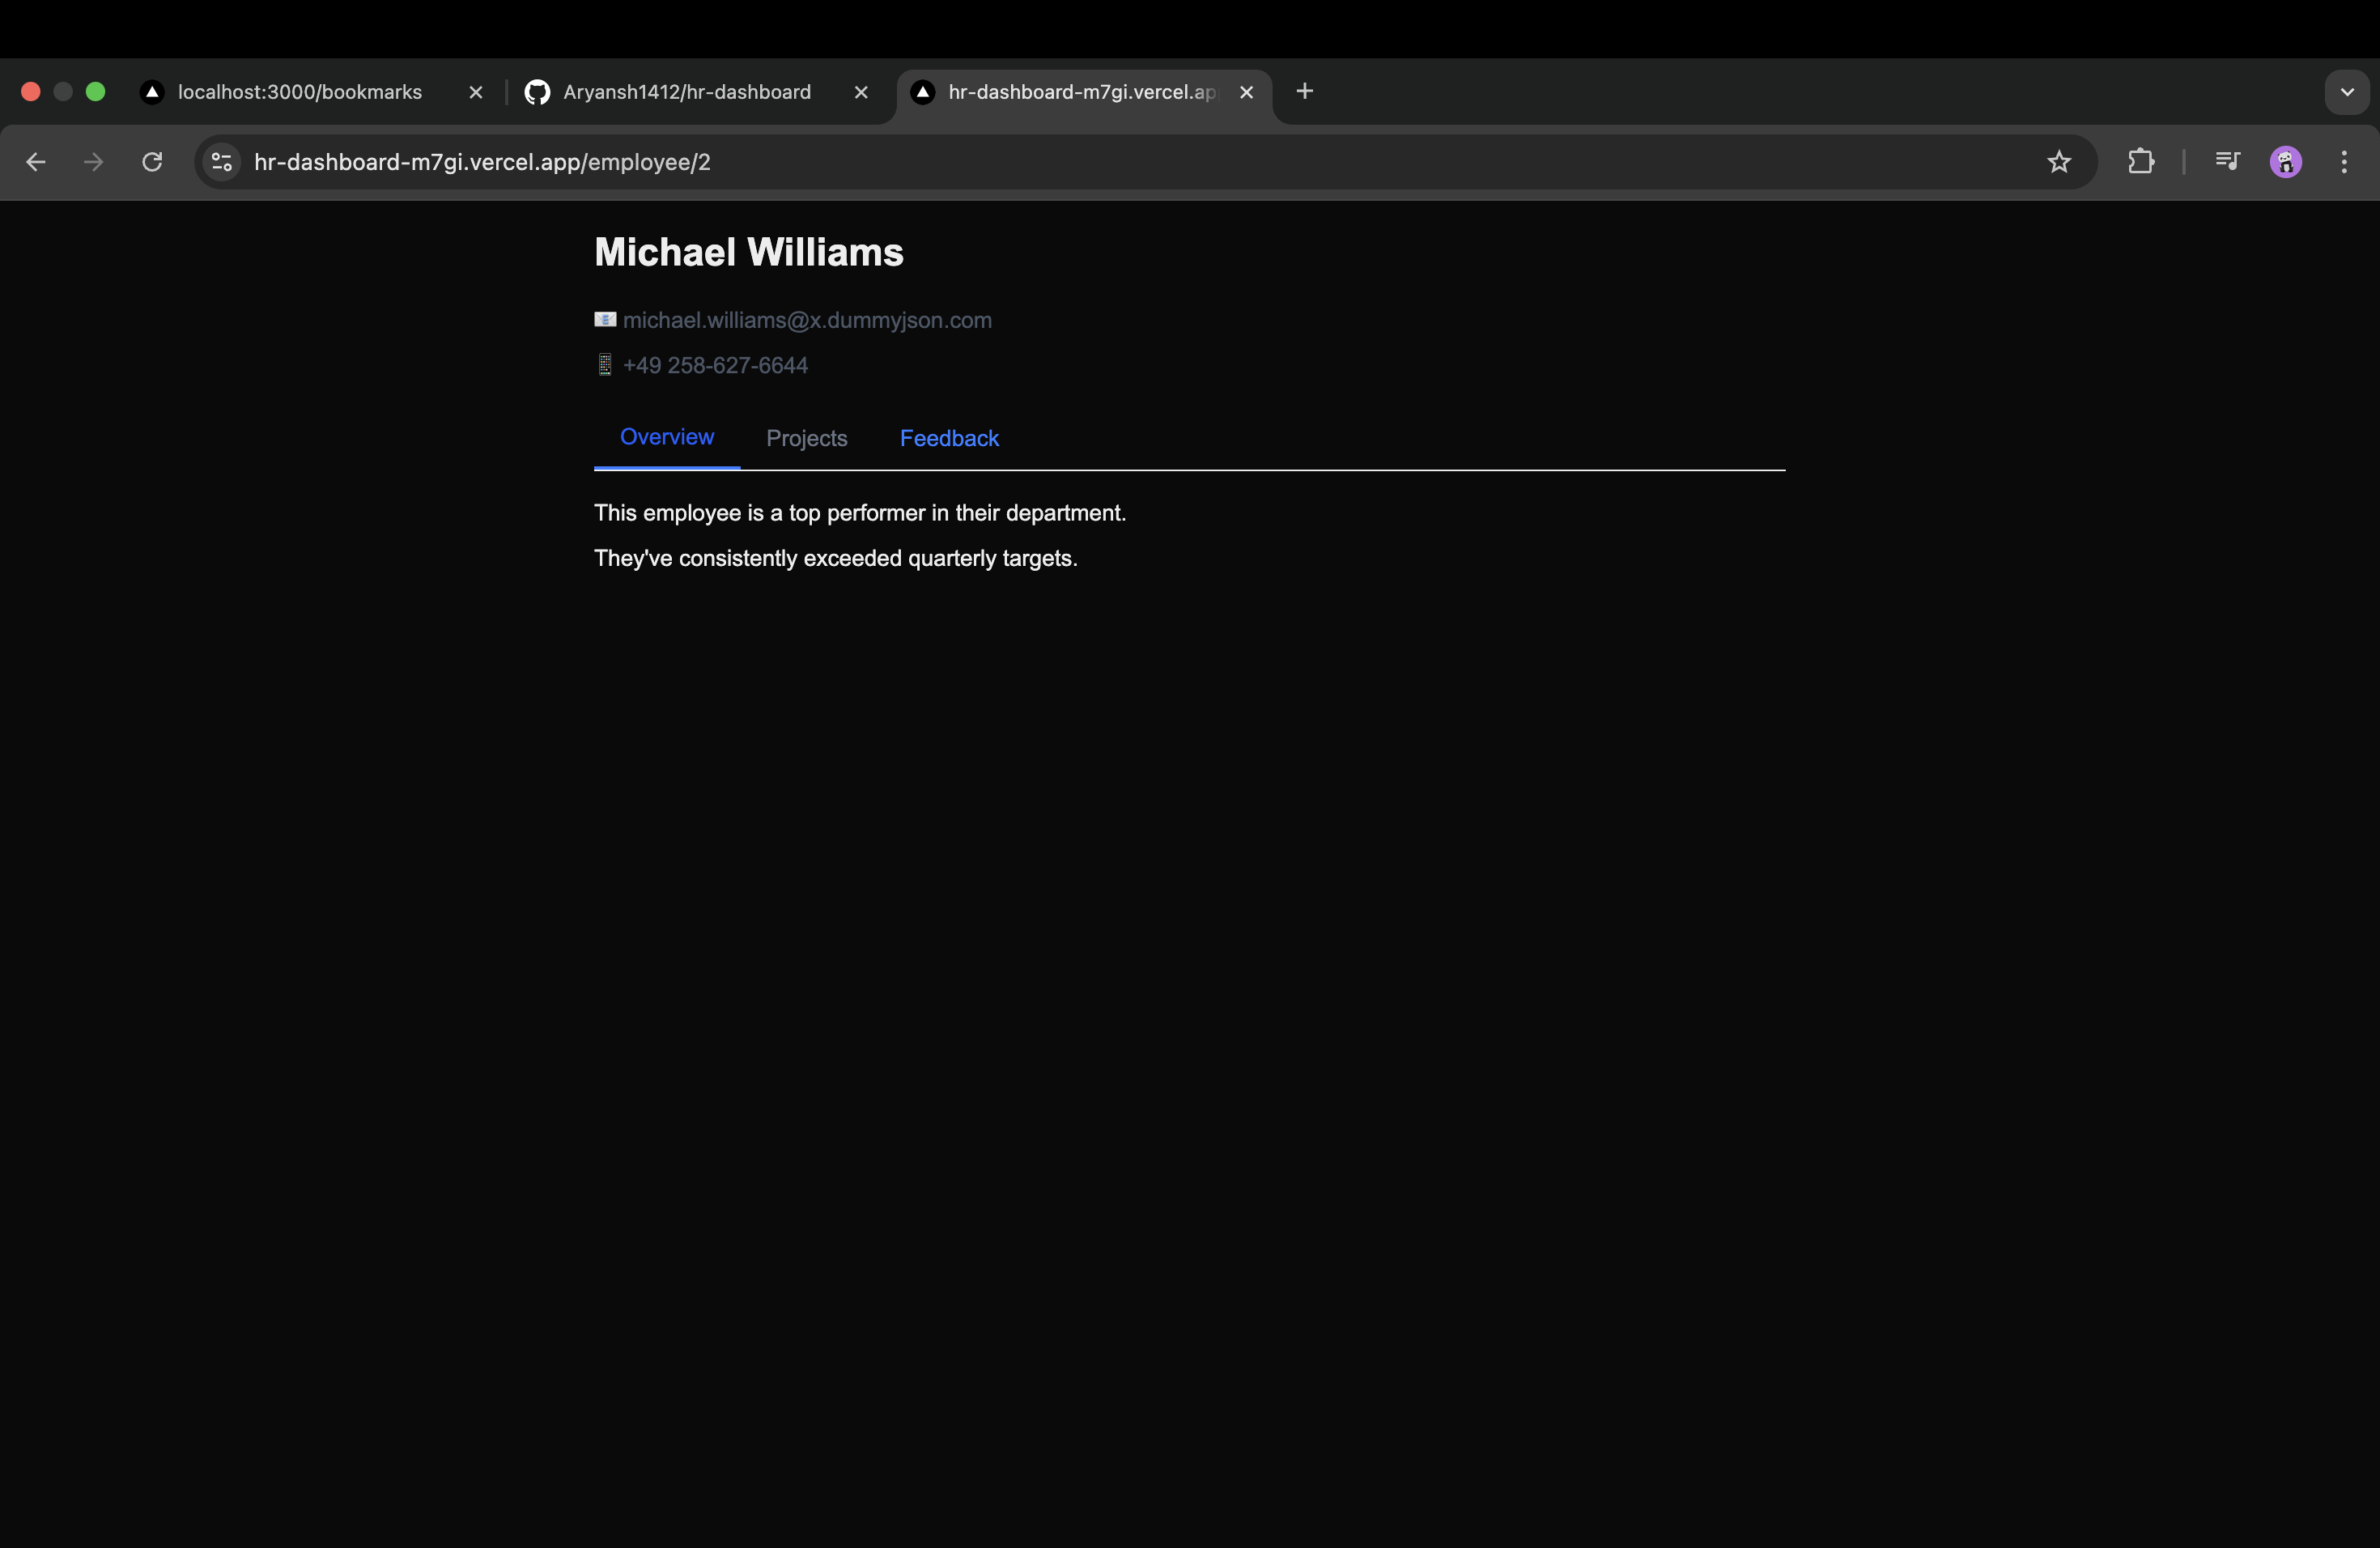 localhost:3000/bookmarks
Aryansh1412/hr-dashboard
hr-dashboard-m7gi.vercel.ap
hr-dashboard-m7gi.vercel.app/employee/2
Michael Williams
michael.williams@x.dummyjson.com
+49 258-627-6644
Overview Projects Feedback
This employee is a top performer in their department.
They've consistently exceeded quarterly targets.